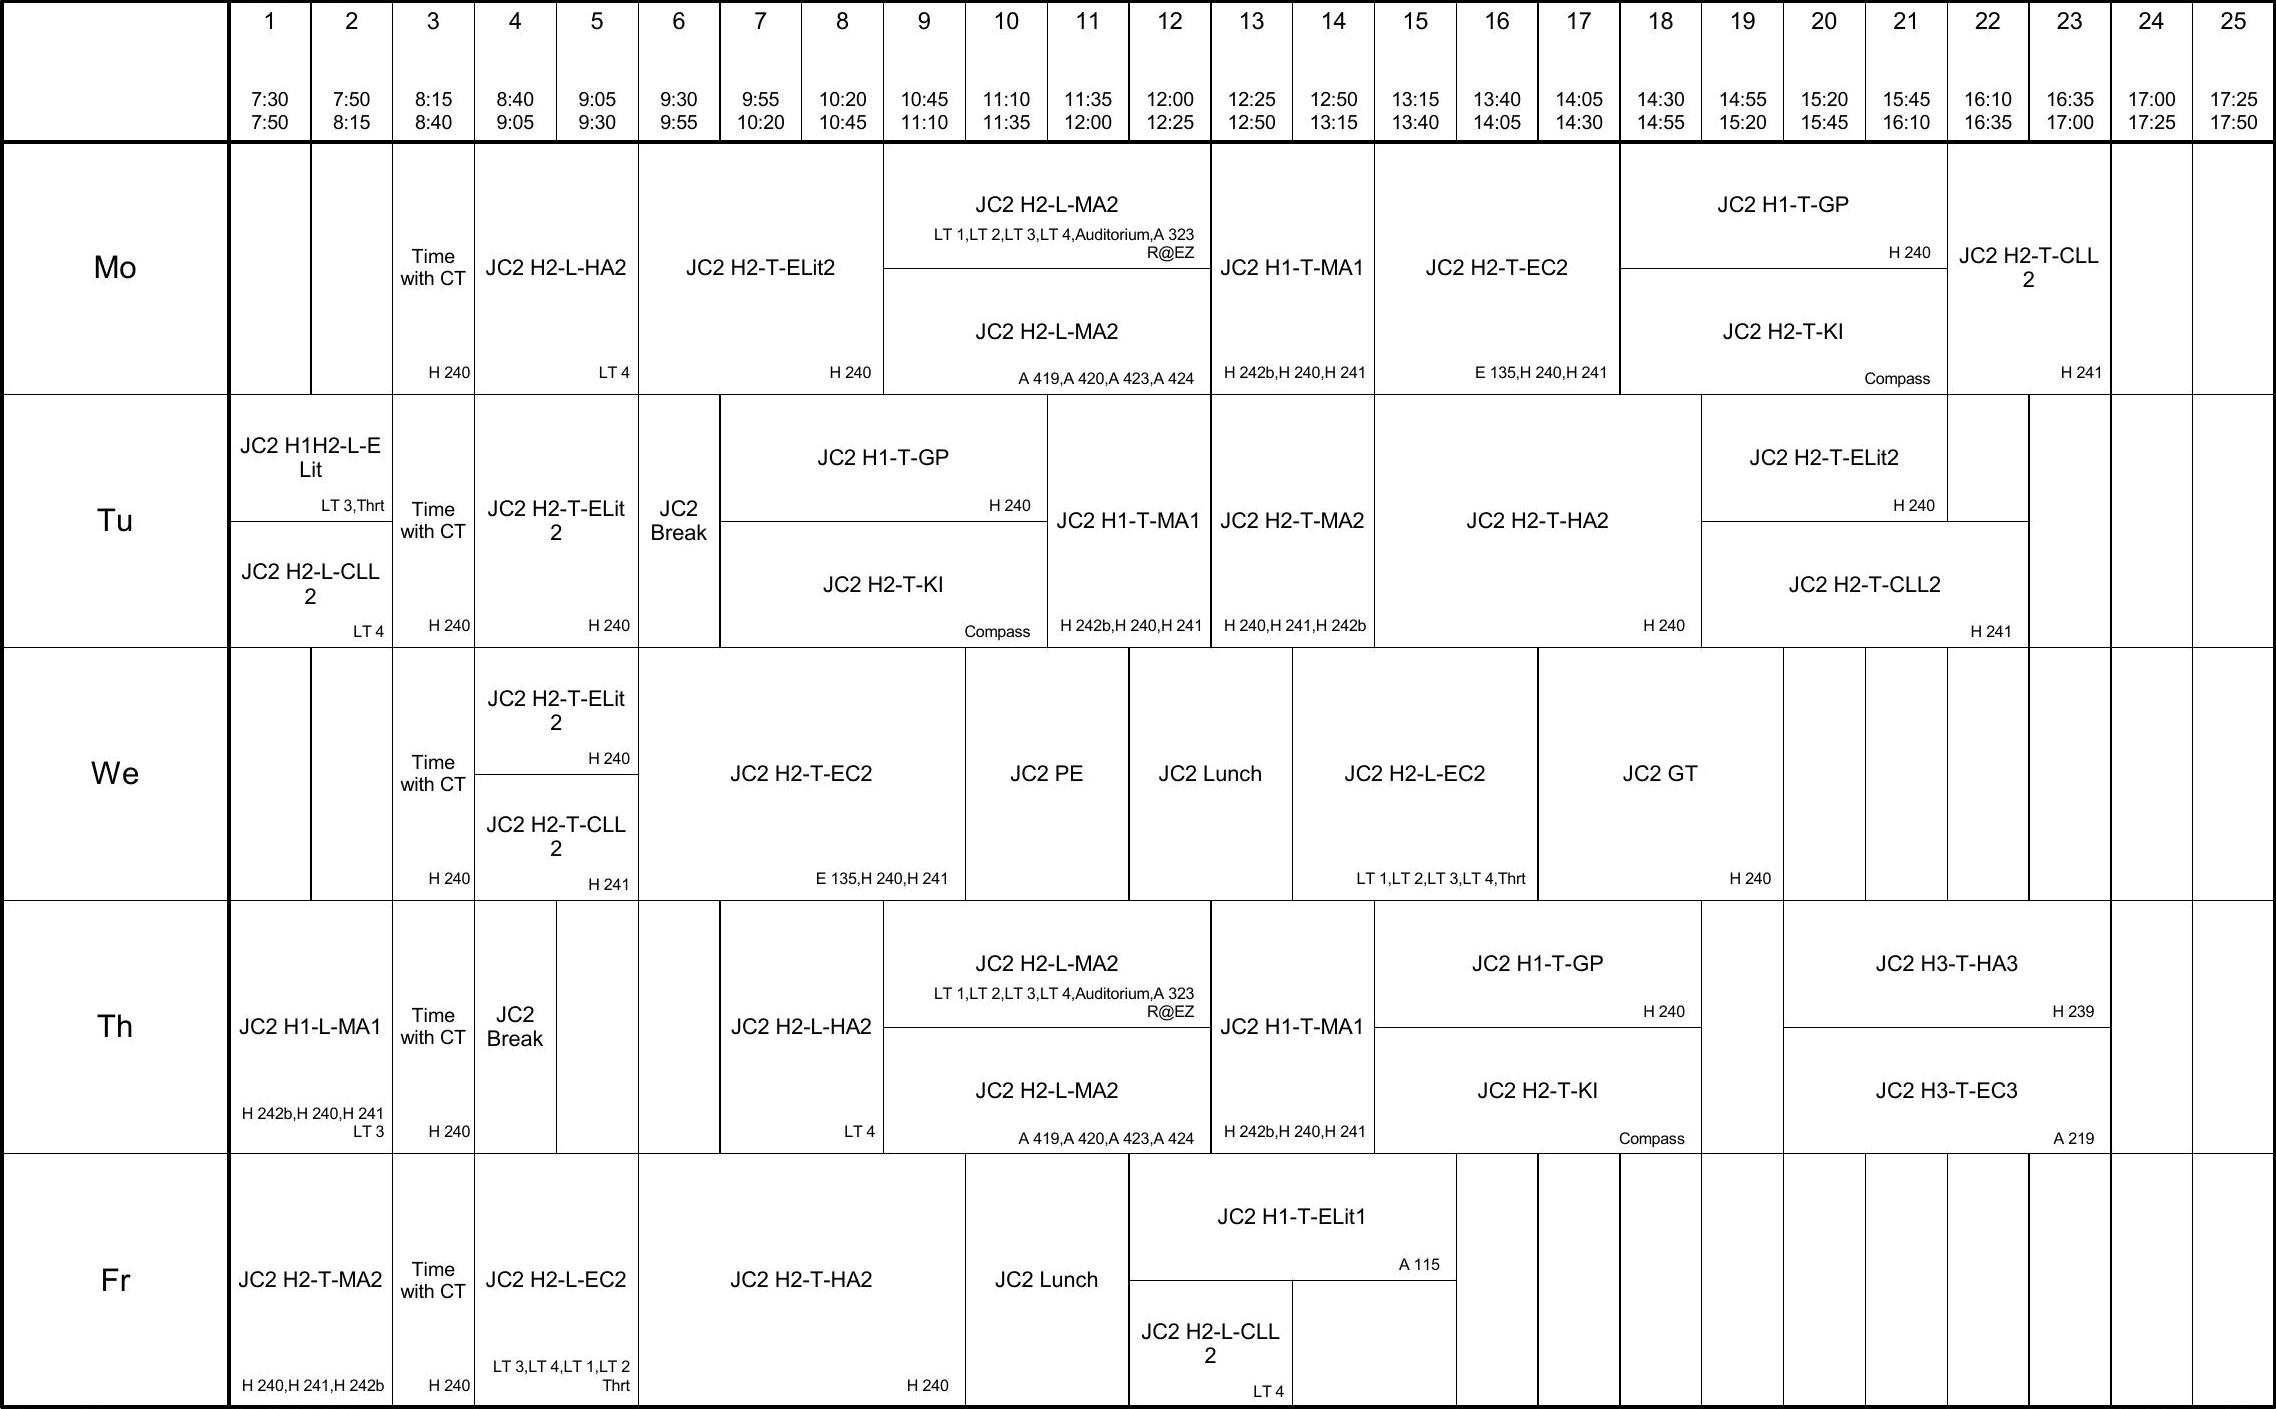 1 2 3 4 5 6 7 8 9 10 11 12 13 14 15 16 17 18 19 20 21 22 23 24 25
7:30 7:50 8:15 8:40 9:05 9:30 9:55 10:20 10:45 11:10 11:35 12:00 12:25 12:50 13:15 13:40 14:05 14:30 14:55 15:20 15:45 16:10 16:35 17:00 17:25
7:50 8:15 8:40 9:05 9:30 9:55 10:20 10:45 11:10 11:35 12:00 12:25 12:50 13:15 13:40 14:05 14:30 14:55 15:20 15:45 16:10 16:35 17:00 17:25 17:50
Mo
Time
with CT
H 240
JC2 H2-L-HA2
LT 4
JC2 H2-T-ELit2
H 240
JC2 H2-L-MA2
LT 1,LT 2,LT 3,LT 4,Auditorium,A 323
R@EZ
JC2 H2-L-MA2
A 419,A 420,A 423,A 424
JC2 H1-T-MA1
H 242b,H 240,H 241
JC2 H2-T-EC2
E 135,H 240,H 241
JC2 H1-T-GP
H 240
JC2 H2-T-KI
Compass
JC2 H2-T-CLL
2
H 241
Tu
JC2 H1H2-L-E
Lit
LT 3,Thrt
JC2 H2-L-CLL
2
LT 4
Time
with CT
H 240
JC2 H2-T-ELit
2
H 240
JC2
Break
JC2 H1-T-GP
H 240
JC2 H2-T-KI
Compass
JC2 H1-T-MA1
H 242b,H 240,H 241
JC2 H2-T-MA2
H 240,H 241,H 242b
JC2 H2-T-HA2
H 240
JC2 H2-T-ELit2
H 240
JC2 H2-T-CLL2
H 241
We
Time
with CT
H 240
JC2 H2-T-ELit
2
H 240
JC2 H2-T-CLL
2
H 241
JC2 H2-T-EC2
E 135,H 240,H 241
JC2 PE
JC2 Lunch
JC2 H2-L-EC2
LT 1,LT 2,LT 3,LT 4,Thrt
JC2 GT
H 240
Th
JC2 H1-L-MA1
H 242b,H 240,H 241
LT 3
Time
with CT
H 240
JC2
Break
JC2 H2-L-HA2
LT 4
JC2 H2-L-MA2
LT 1,LT 2,LT 3,LT 4,Auditorium,A 323
R@EZ
JC2 H2-L-MA2
A 419,A 420,A 423,A 424
JC2 H1-T-MA1
H 242b,H 240,H 241
JC2 H1-T-GP
H 240
JC2 H2-T-KI
Compass
JC2 H3-T-HA3
H 239
JC2 H3-T-EC3
A 219
Fr
JC2 H2-T-MA2
H 240,H 241,H 242b
Time
with CT
H 240
JC2 H2-L-EC2
LT 3,LT 4,LT 1,LT 2
Thrt
JC2 H2-T-HA2
H 240
JC2 Lunch
JC2 H1-T-ELit1
A 115
JC2 H2-L-CLL
2
LT 4